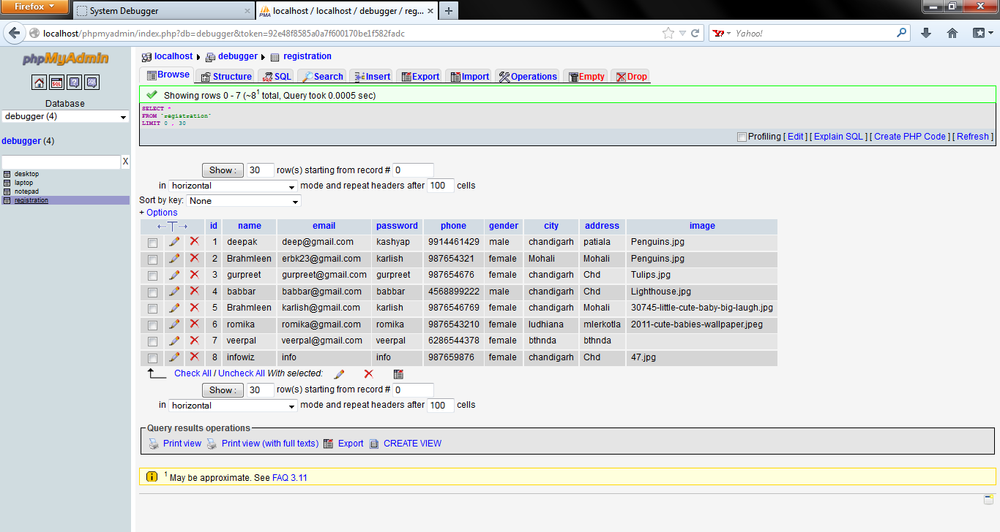 Firefox
System Debugger
localhost / localhost / debugger / reg...
localhost/phpmyadmin/index.php?db=debugger&token=92e48f8585a0a7f600170be1f582fadc
Yahoo!
phpMyAdmin
Database
debugger (4)
debugger (4)
X
desktop
laptop
notepad
registration
localhost debugger registration
Browse Structure SQL Search Insert Export Import Operations Empty Drop
Showing rows 0 - 7 (~8¹ total, Query took 0.0005 sec)
SELECT *
FROM `registration`
LIMIT 0 , 30
Profiling [ Edit ] [ Explain SQL ] [ Create PHP Code ] [ Refresh ]
Show : 30 row(s) starting from record # 0
in horizontal mode and repeat headers after 100 cells
Sort by key: None
+ Options
←T→ id name email password phone gender city address image
1 deepak deep@gmail.com kashyap 9914461429 male chandigarh patiala Penguins.jpg
2 Brahmleen erbk23@gmail.com karlish 987654321 female Mohali Mohali Penguins.jpg
3 gurpreet gurpreet@gmail.com gurpreet 987654676 female chandigarh Chd Tulips.jpg
4 babbar babbar@gmail.com babbar 4568899222 male chandigarh Chd Lighthouse.jpg
5 Brahmleen karlish@gmail.com karlish 9876546769 female chandigarh Mohali 30745-little-cute-baby-big-laugh.jpg
6 romika romika@gmail.com romika 9876543210 female ludhiana mlerkotla 2011-cute-babies-wallpaper.jpeg
7 veerpal veerpal@gmail.com veerpal 6286544378 female bthnda bthnda
8 infowiz info info 987659876 female chandigarh Chd 47.jpg
Check All / Uncheck All With selected:
Show : 30 row(s) starting from record # 0
in horizontal mode and repeat headers after 100 cells
Query results operations
Print view Print view (with full texts) Export CREATE VIEW
¹ May be approximate. See FAQ 3.11